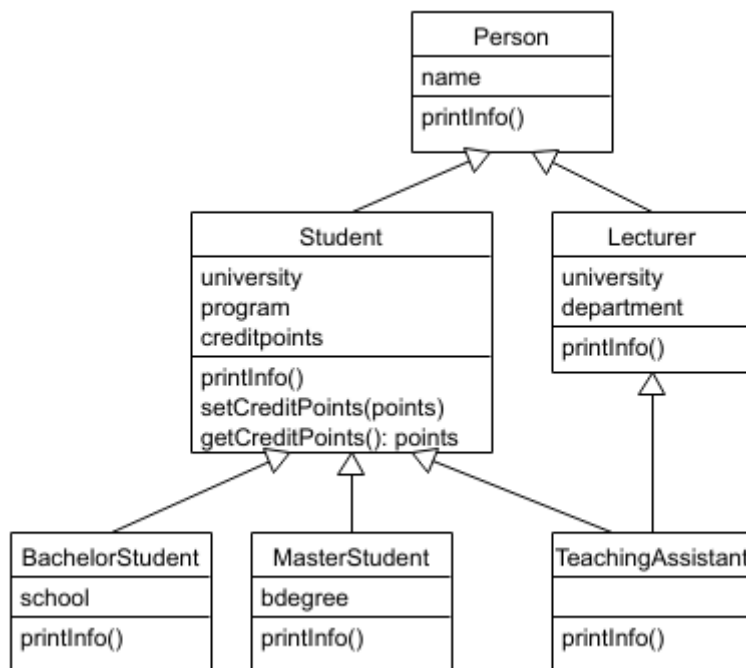 Person
name
printInfo()
Student
university
program
creditpoints
printInfo()
setCreditPoints(points)
getCreditPoints(): points
Lecturer
university
department
printInfo()
BachelorStudent
school
printInfo()
MasterStudent
bdegree
printInfo()
TeachingAssistant
printInfo()